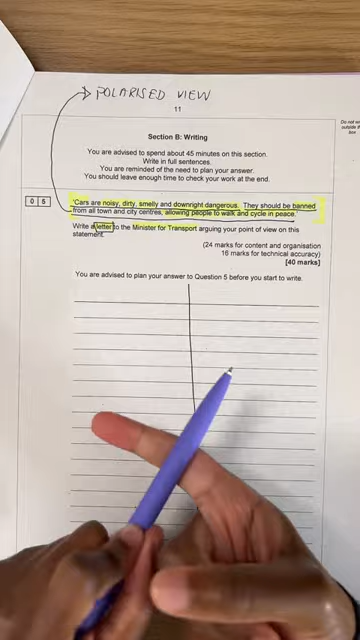 POLARISED VIEW
11
Section B: Writing
You are advised to spend about 45 minutes on this section.
Write in full sentences.
You are reminded of the need to plan your answer.
You should leave enough time to check your work at the end.
Do not w
outside th
box
0 5
'Cars are noisy, dirty, smelly and downright dangerous. They should be banned
from all town and city centres, allowing people to walk and cycle in peace.'
Write a letter to the Minister for Transport arguing your point of view on this
statement.
(24 marks for content and organisation
16 marks for technical accuracy)
[40 marks]
You are advised to plan your answer to Question 5 before you start to write.